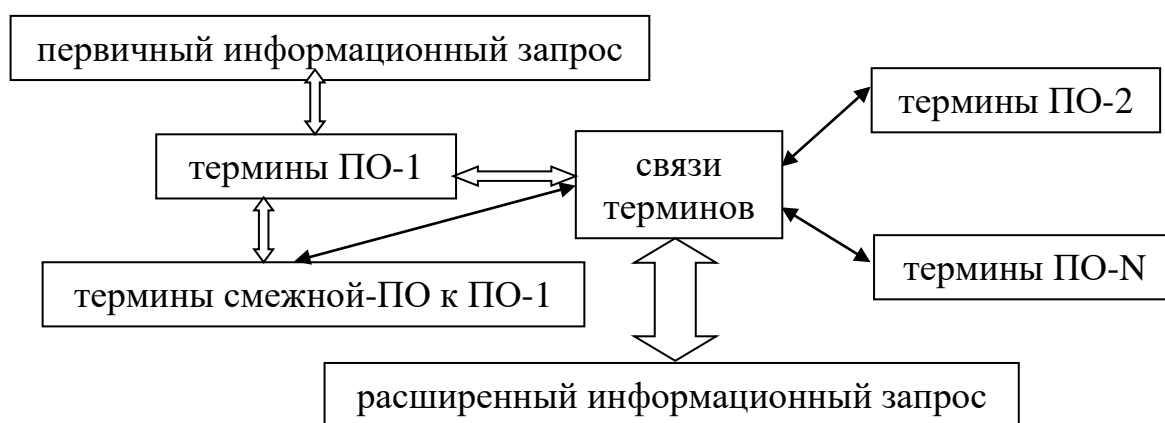 первичный информационный запрос
термины ПО-2
термины ПО-1
связи
терминов
термины ПО-N
термины смежной-ПО к ПО-1
расширенный информационный запрос